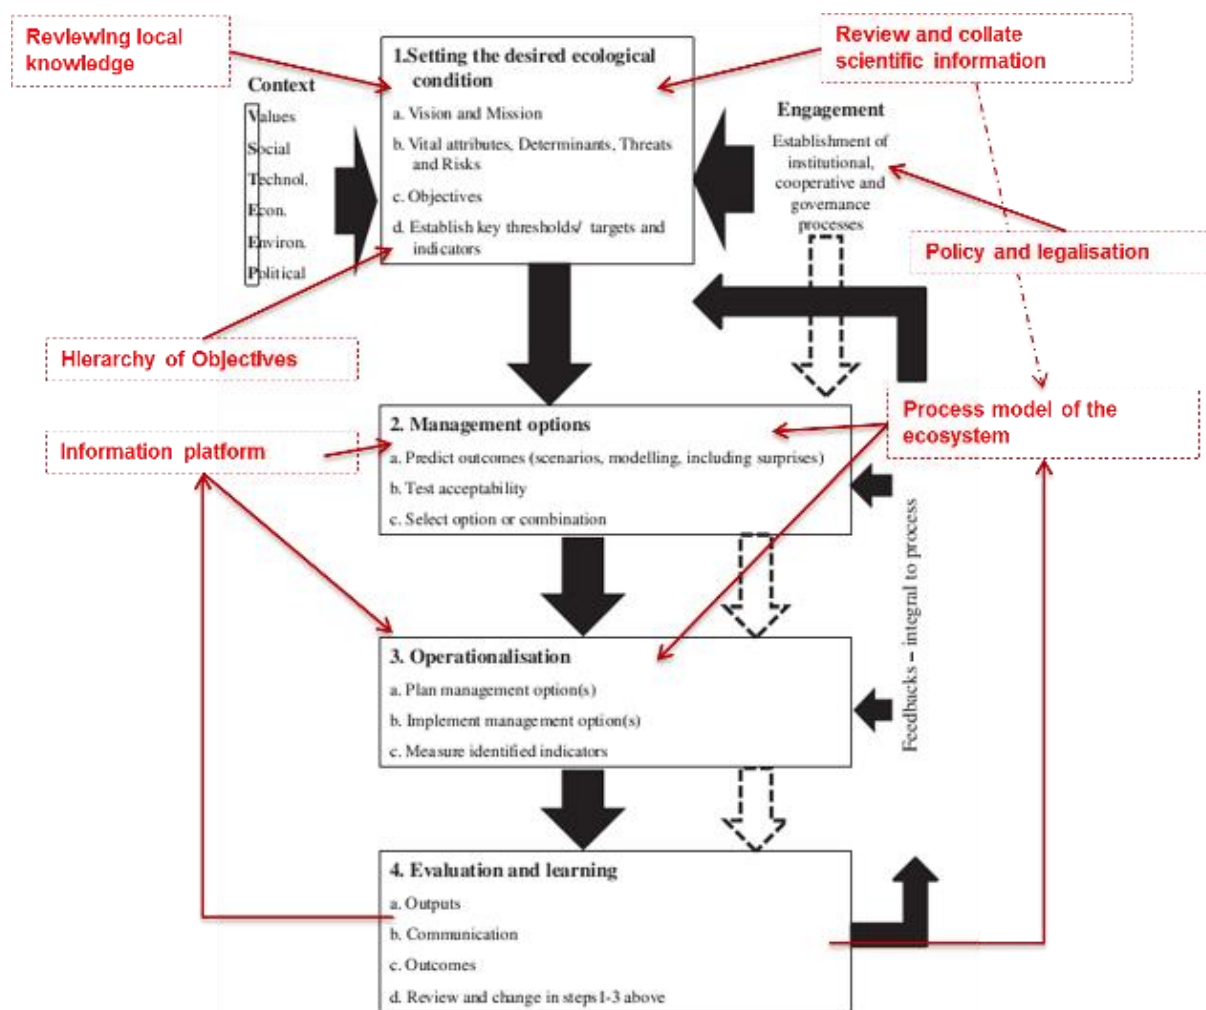 Reviewing local
knowledge
Review and collate
scientific information
Context
Values
Social
Technol.
Econ.
Environ.
Political
1.Setting the desired ecological
condition
a. Vision and Mission
b. Vital attributes, Determinants, Threats
and Risks
c. Objectives
d. Establish key thresholds/ targets and
indicators
Engagement
Establishment of
institutional,
cooperative and
governance
processes
Policy and legalisation
Hierarchy of Objectives
Information platform
Process model of the
ecosystem
2. Management options
a. Predict outcomes (scenarios, modelling, including surprises)
b. Test acceptability
c. Select option or combination
Feedbacks – integral to process
3. Operationalisation
a. Plan management option(s)
b. Implement management option(s)
c. Measure identified indicators
4. Evaluation and learning
a. Outputs
b. Communication
c. Outcomes
d. Review and change in steps1-3 above